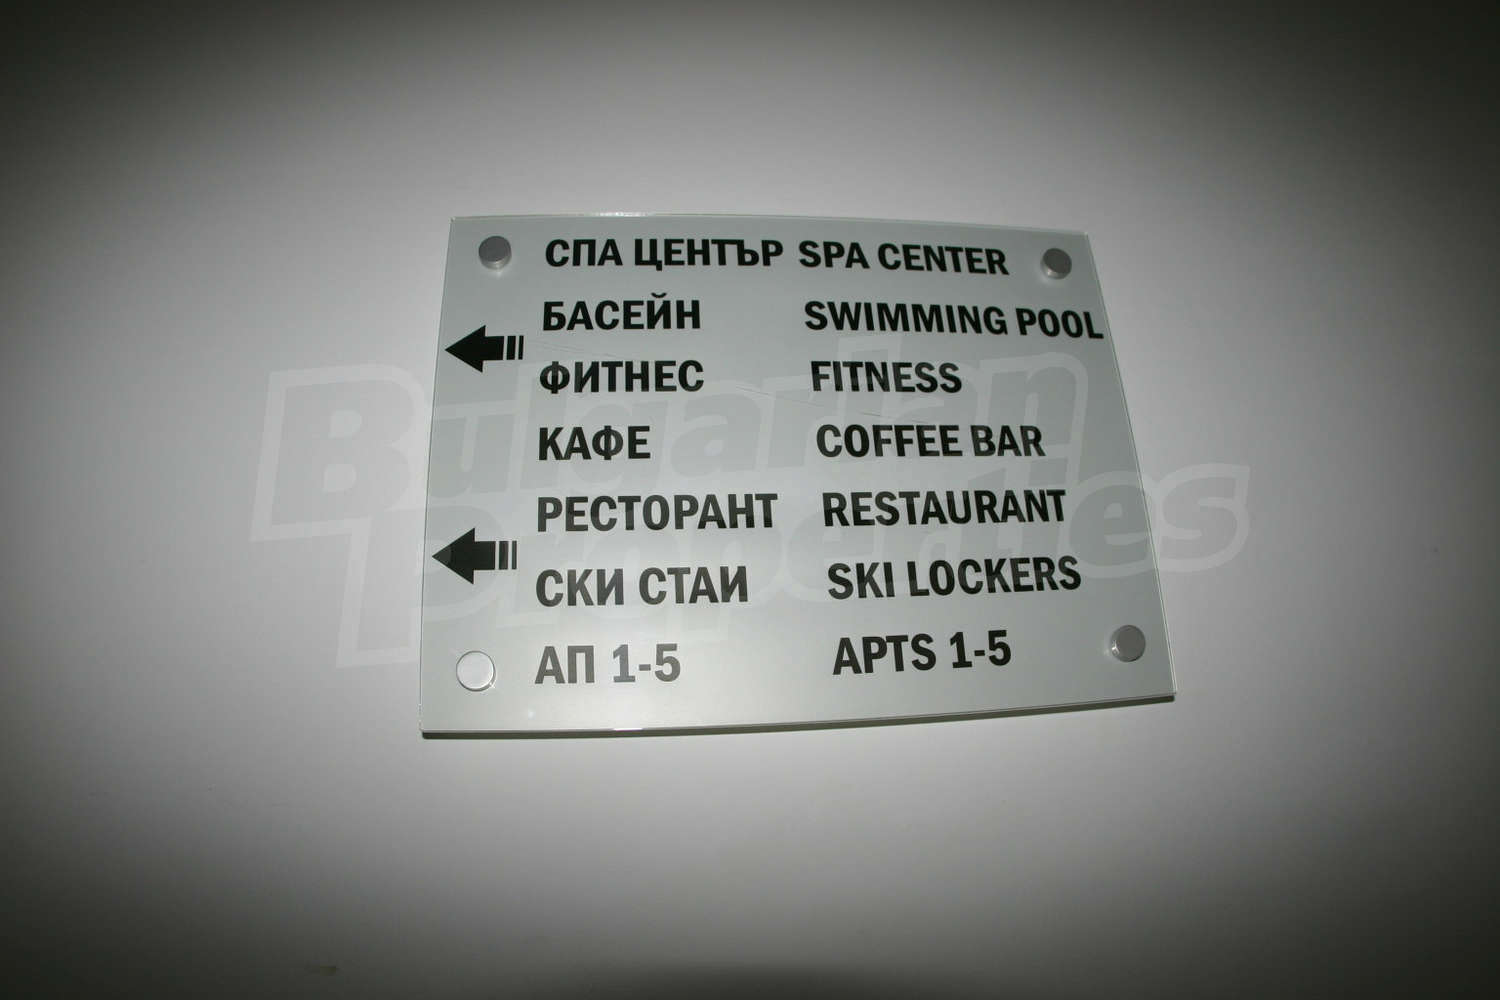 СПА ЦЕНТЪР SPA CENTER
БАСЕЙН SWIMMING POOL
ФИТНЕС FITNESS
КАФЕ COFFEE BAR
РЕСТОРАНТ RESTAURANT
СКИ СТАИ SKI LOCKERS
АП 1-5 APTS 1-5
Bulgarian
Properties